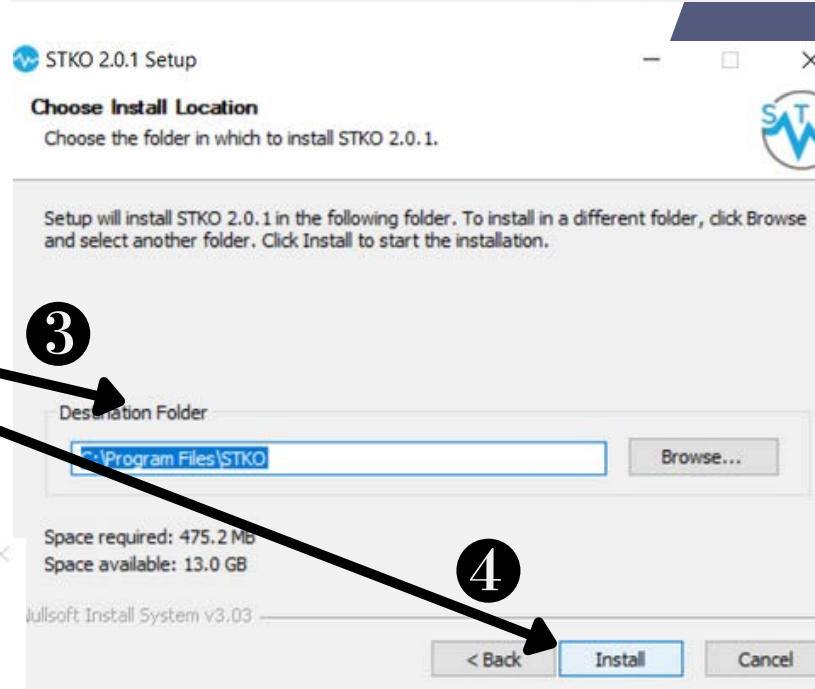 STKO 2.0.1 Setup
Choose Install Location
Choose the folder in which to install STKO 2.0.1.
S T
Setup will install STKO 2.0.1 in the following folder. To install in a different folder, click Browse
and select another folder. Click Install to start the installation.
3
Destination Folder
C:\Program Files\STKO
Browse...
Space required: 475.2 MB
Space available: 13.0 GB
4
Nullsoft Install System v3.03
< Back Install Cancel